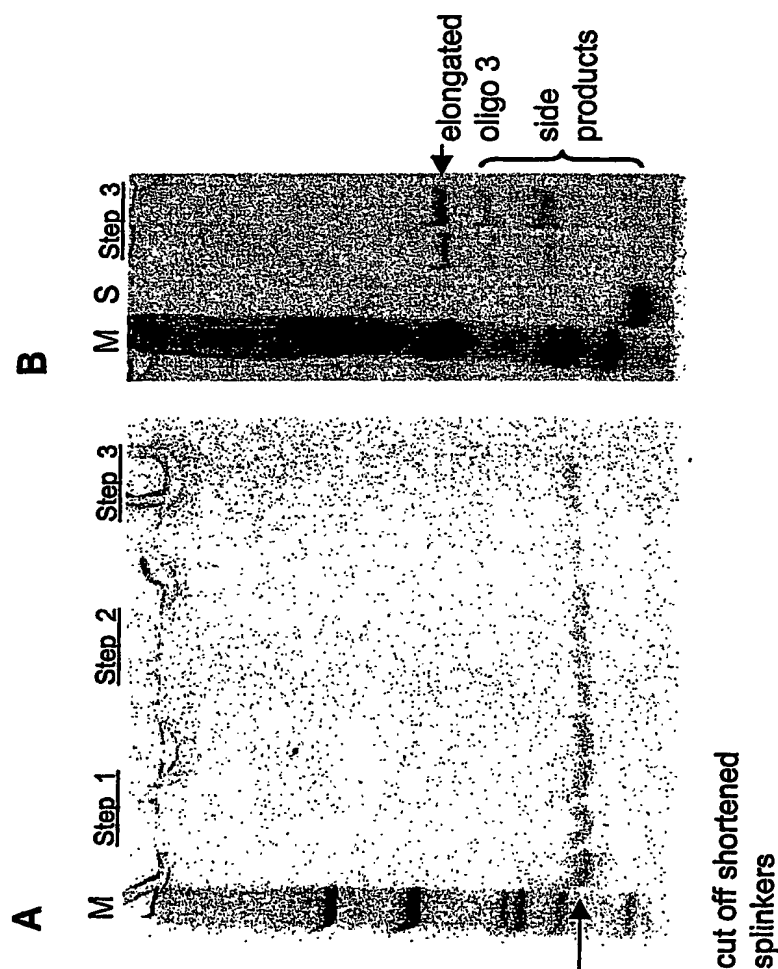 A
M
Step 1
Step 2
Step 3
cut off shortened
splinkers
B
M S
Step 3
elongated
oligo 3
side
products